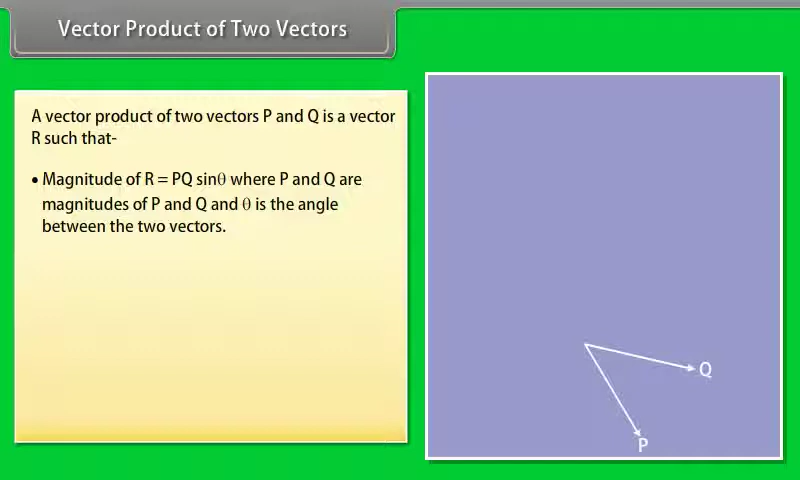 Vector Product of Two Vectors
A vector product of two vectors P and Q is a vector
R such that-
• Magnitude of R = PQ sinθ where P and Q are
magnitudes of P and Q and θ is the angle
between the two vectors.
Q
P